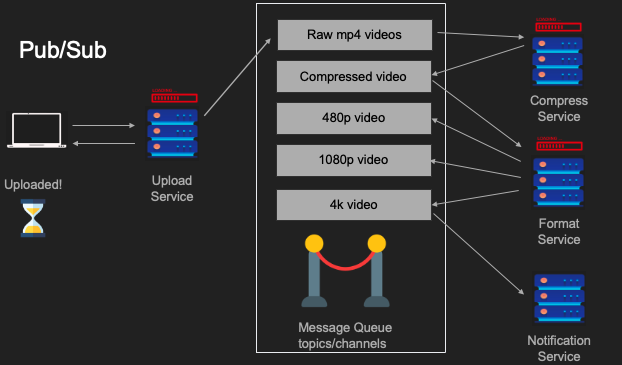 Pub/Sub
Uploaded!
Upload
Service
Raw mp4 videos
Compressed video
480p video
1080p video
4k video
Message Queue
topics/channels
Compress
Service
Format
Service
Notification
Service